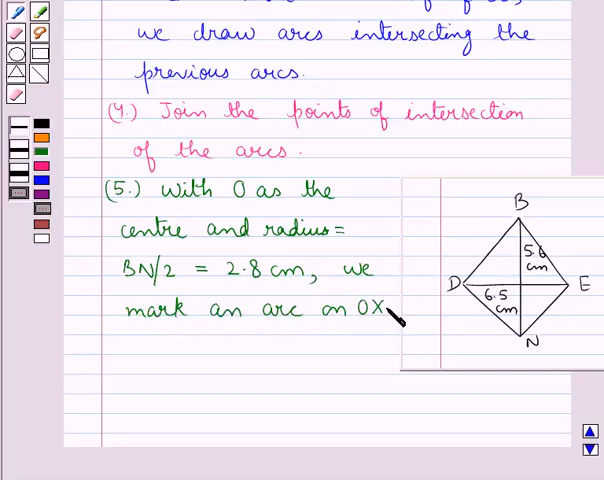 we draw arcs intersecting the
previous arcs.
(4.) Join the points of intersection
of the arcs.
(5.) With O as the
centre and radius=
BN/2 = 2.8 cm, we
mark an arc on OX
B
5.6
cm
D
E
6.5
cm
N